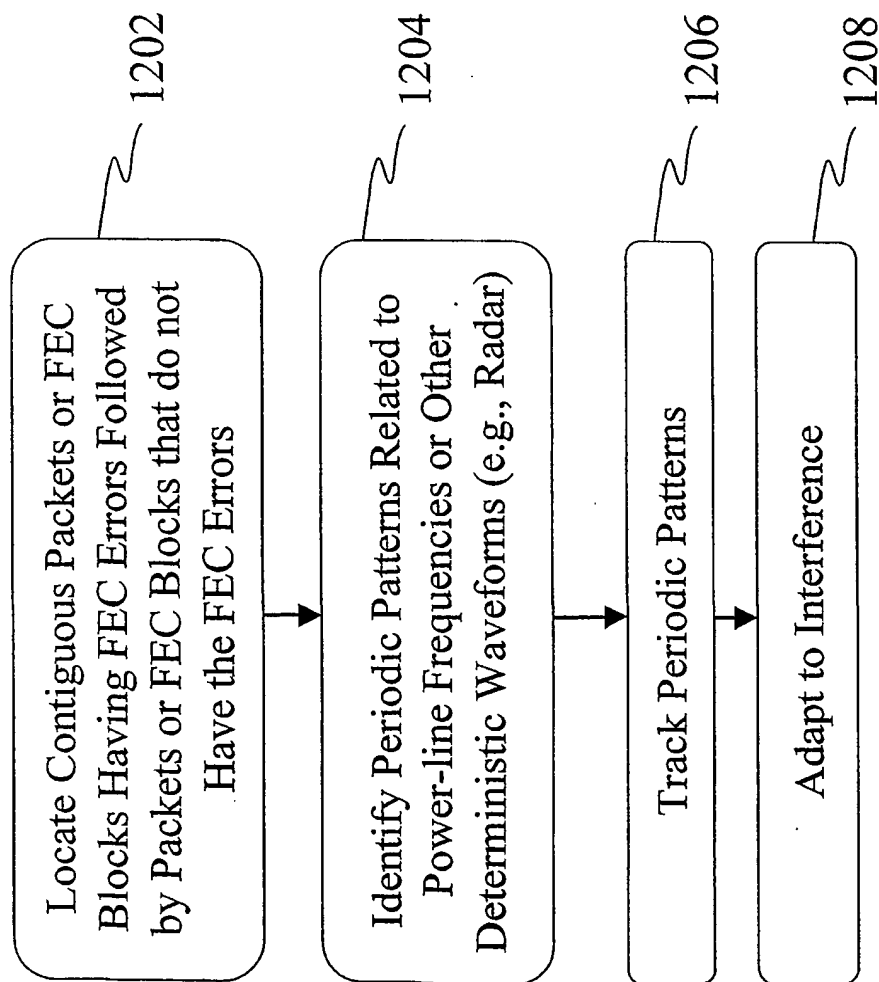 Locate Contiguous Packets or FEC
Blocks Having FEC Errors Followed
by Packets or FEC Blocks that do not
Have the FEC Errors
1202
Identify Periodic Patterns Related to
Power-line Frequencies or Other
Deterministic Waveforms (e.g., Radar)
1204
Track Periodic Patterns
1206
Adapt to Interference
1208